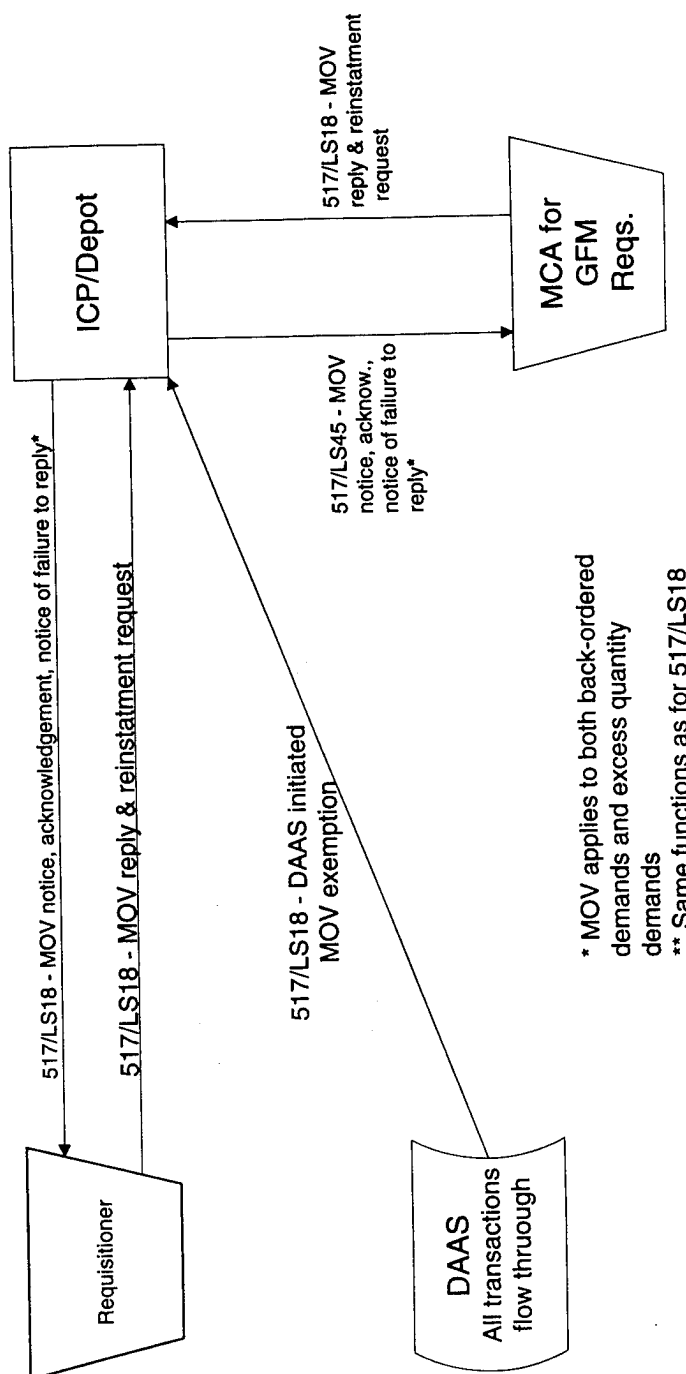 Requisitioner
517/LS18 - MOV notice, acknowledgement, notice of failure to reply*
517/LS18 - MOV reply & reinstatment request
ICP/Depot
517/LS18 - DAAS initiated
MOV exemption
517/LS45 - MOV
notice, acknow.,
notice of failure to
reply*
517/LS18 - MOV
reply & reinstatment
request
DAAS
All transactions
flow thruough
MCA for
GFM
Reqs.
* MOV applies to both back-ordered
demands and excess quantity
demands
** Same functions as for 517/LS18